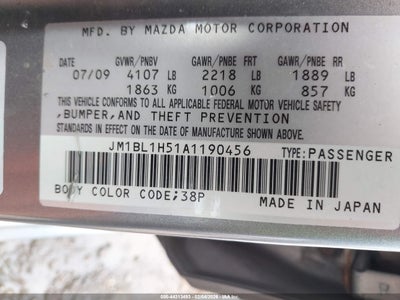 MFD. BY MAZDA MOTOR CORPORATION
DATE GVWR/PNBV GAWR/PNBE FRT GAWR/PNBE RR
07/09 4107 LB 2218 LB 1889 LB
1863 KG 1006 KG 857 KG
THIS VEHICLE CONFORMS TO ALL APPLICABLE FEDERAL MOTOR VEHICLE SAFETY
,BUMPER,AND THEFT PREVENTION
STANDARDS IN EFFECT ON THE DATE OF MANUFACTURE SHOWN ABOVE.
JM1BL1H51A1190456 TYPE:PASSENGER
BODY COLOR CODE;38P
MADE IN JAPAN